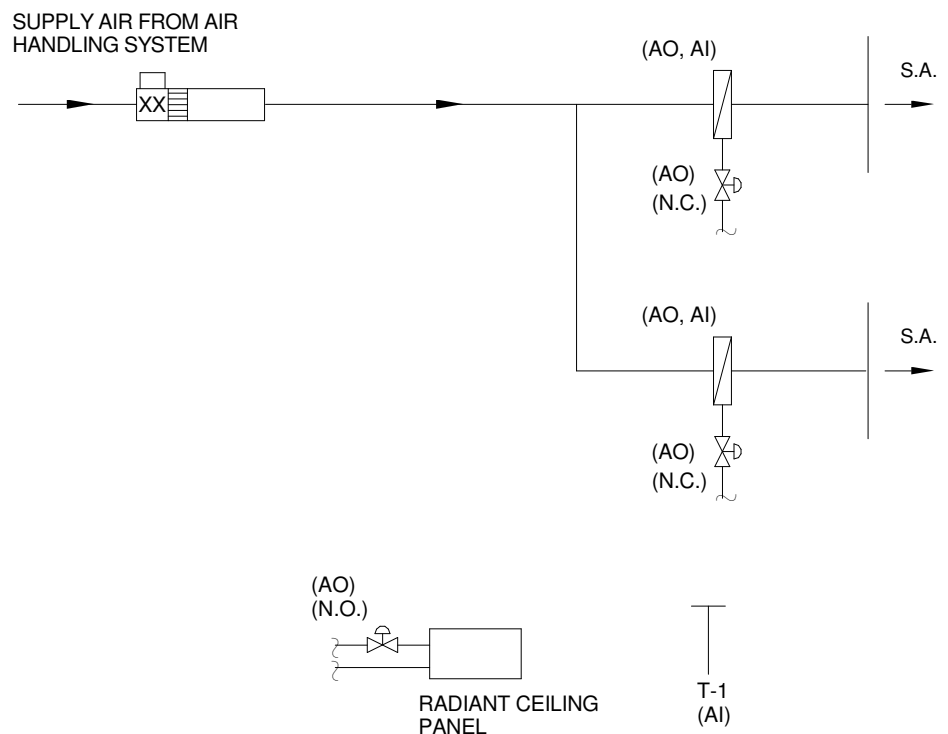 SUPPLY AIR FROM AIR
HANDLING SYSTEM
XX
(AO, AI)
S.A.
(AO)
(N.C.)
(AO, AI)
S.A.
(AO)
(N.C.)
(AO)
(N.O.)
RADIANT CEILING
PANEL
T-1
(AI)